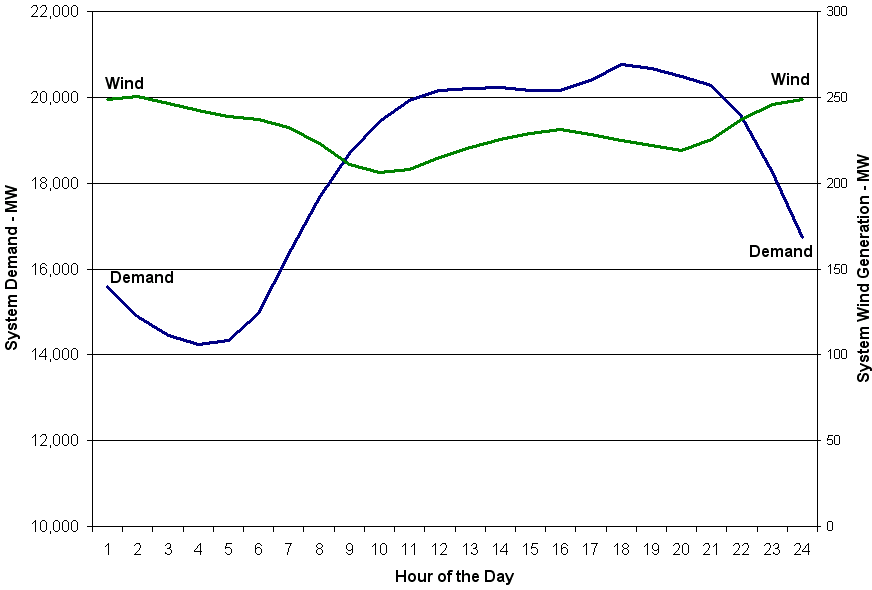 22,000
300
Wind
Wind
20,000
250
18,000
200
System Demand - MW
System Wind Generation - MW
Demand
Demand
16,000
150
14,000
100
12,000
50
10,000
0
1 2 3 4 5 6 7 8 9 10 11 12 13 14 15 16 17 18 19 20 21 22 23 24
Hour of the Day